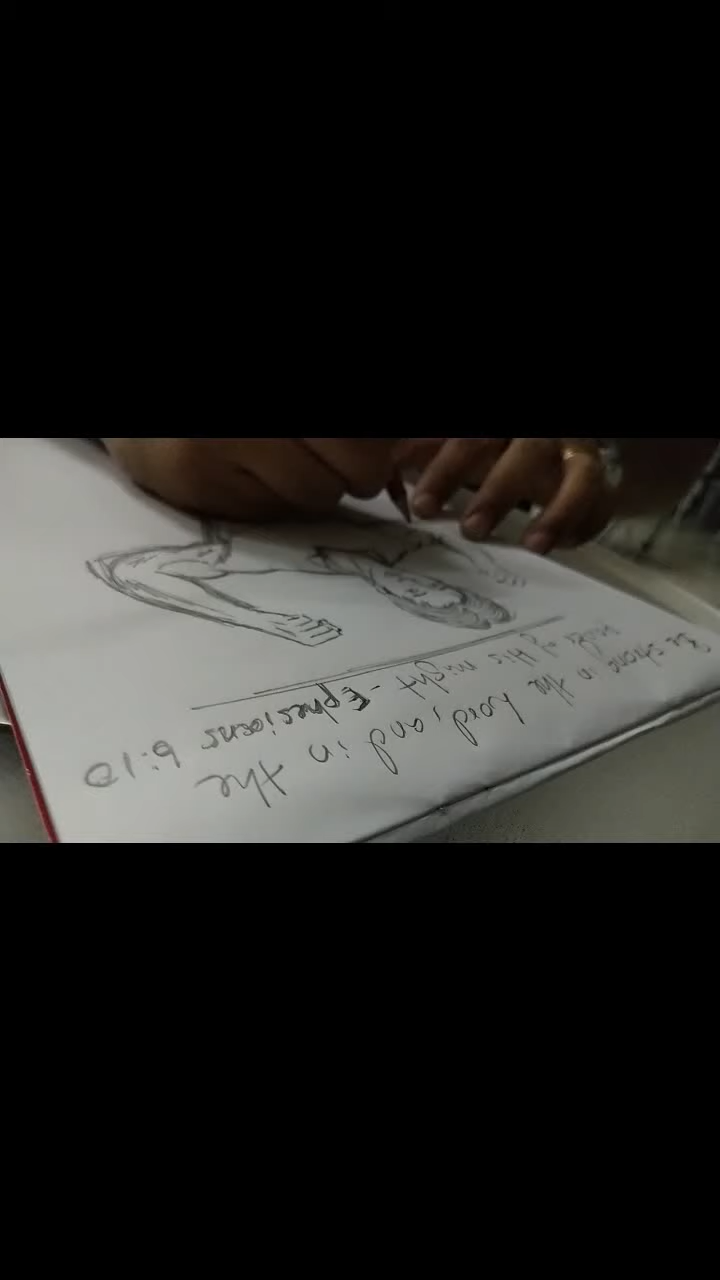 Be strong in the Lord, and in the
of His might - Ephesians 6:10